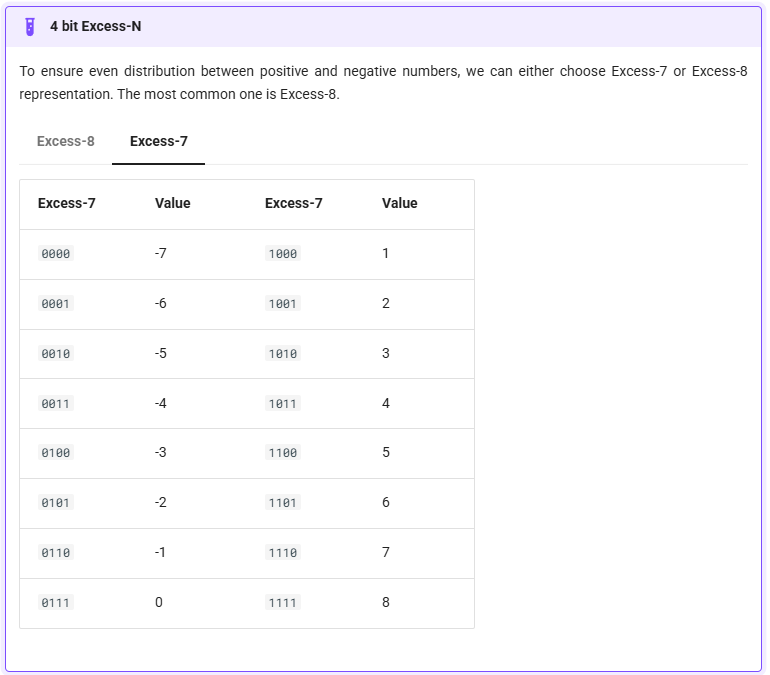 4 bit Excess-N
To ensure even distribution between positive and negative numbers, we can either choose Excess-7 or Excess-8
representation. The most common one is Excess-8.
Excess-8 Excess-7
Excess-7 Value Excess-7 Value
0000 -7 1000 1
0001 -6 1001 2
0010 -5 1010 3
0011 -4 1011 4
0100 -3 1100 5
0101 -2 1101 6
0110 -1 1110 7
0111 0 1111 8